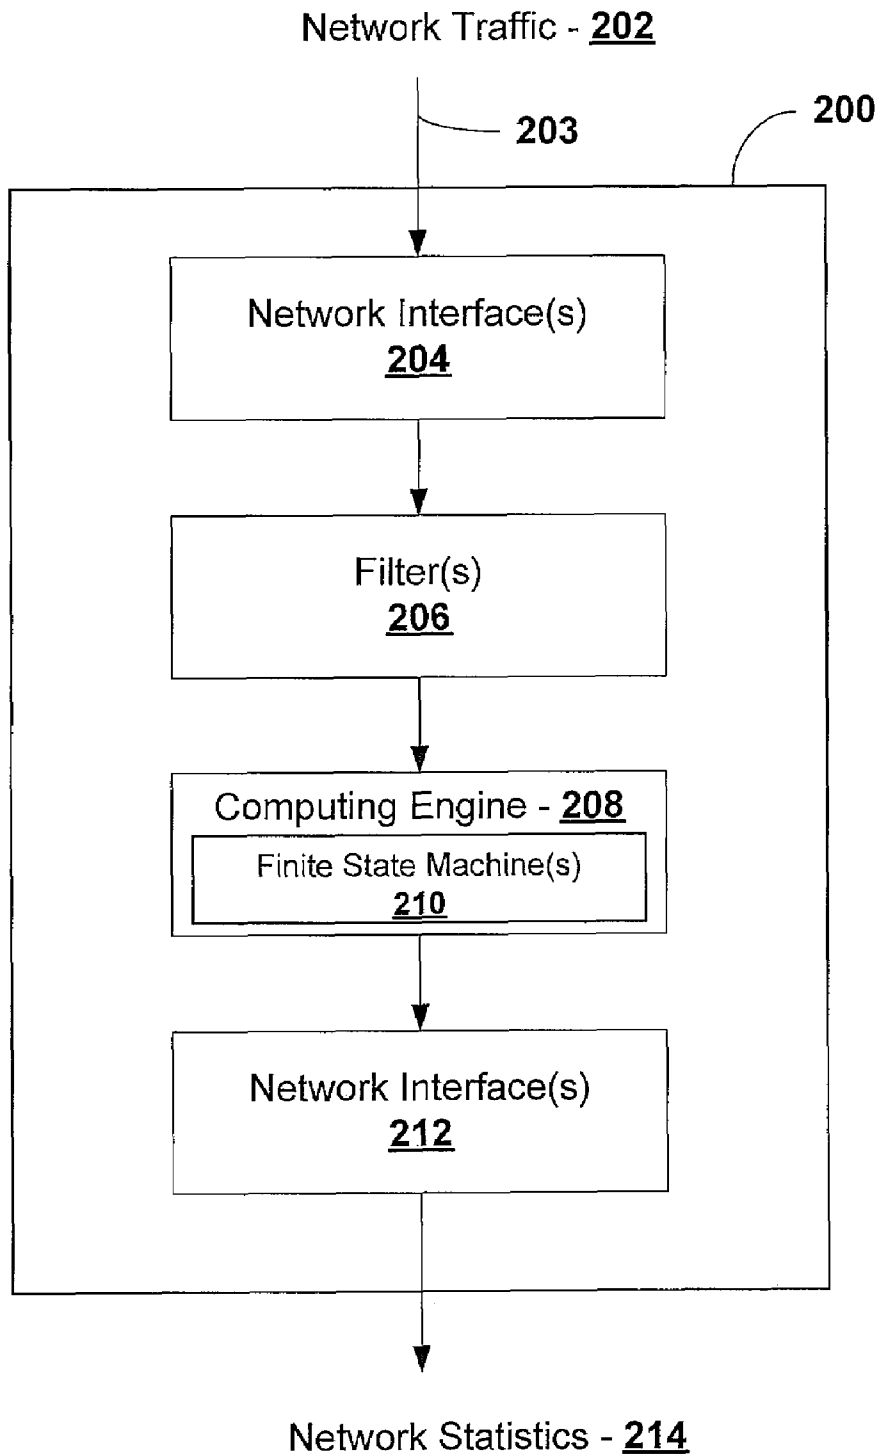 Network Traffic - 202
203
200
Network Interface(s)
204
Filter(s)
206
Computing Engine - 208
Finite State Machine(s)
210
Network Interface(s)
212
Network Statistics - 214